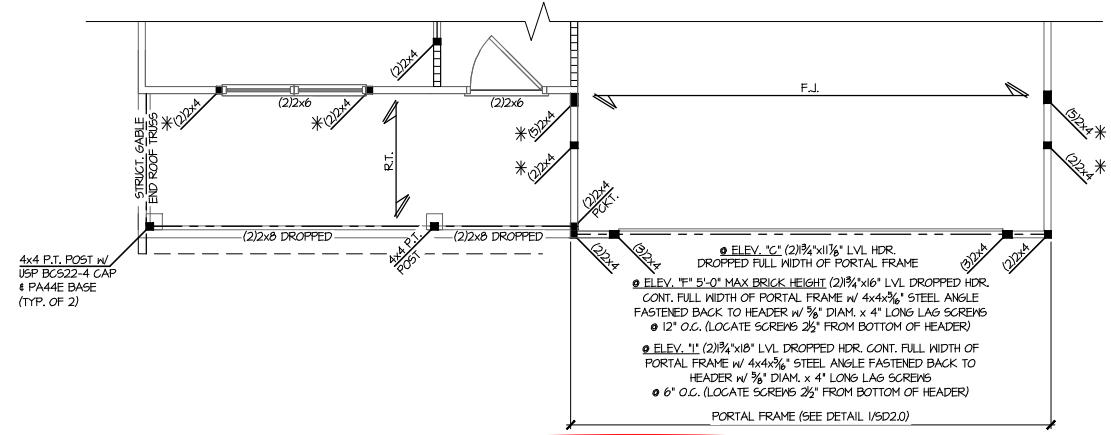 (2)2x4
F.J.
(2)2x6
(2)2x6
(2)2x4
(2)2x4
(5)2x4
(5)2x4
STRUCT. GABLE
END ROOF TRUSS
R.T.
(2)2x4
(2)2x4
(2)2x4
PCKT.
(2)2x8 DROPPED
(2)2x8 DROPPED
4x4 P.T.
POST
(2)2x4
(3)2x4
(3)2x4
(2)2x4
4x4 P.T. POST W/
USP BCS22-4 CAP
& PA44E BASE
(TYP. OF 2)
@ ELEV. "C" (2)1¾"x11⅞" LVL HDR.
DROPPED FULL WIDTH OF PORTAL FRAME
@ ELEV. "F" 5'-0" MAX BRICK HEIGHT (2)1¾"x16" LVL DROPPED HDR.
CONT. FULL WIDTH OF PORTAL FRAME W/ 4x4x5/16" STEEL ANGLE
FASTENED BACK TO HEADER W/ ⅝" DIAM. x 4" LONG LAG SCREWS
@ 12" O.C. (LOCATE SCREWS 2½" FROM BOTTOM OF HEADER)
@ ELEV. "I" (2)1¾"x18" LVL DROPPED HDR. CONT. FULL WIDTH OF
PORTAL FRAME W/ 4x4x5/16" STEEL ANGLE FASTENED BACK TO
HEADER W/ ⅝" DIAM. x 4" LONG LAG SCREWS
@ 6" O.C. (LOCATE SCREWS 2½" FROM BOTTOM OF HEADER)
PORTAL FRAME (SEE DETAIL 1/SD2.0)